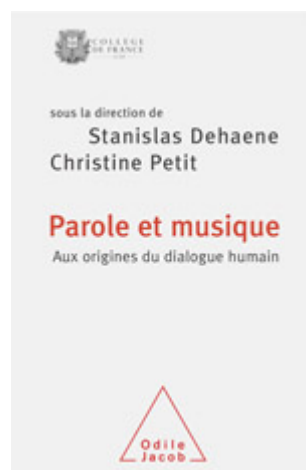 COLLEGE
DE FRANCE
sous la direction de
Stanislas Dehaene
Christine Petit
Parole et musique
Aux origines du dialogue humain
Odile
Jacob